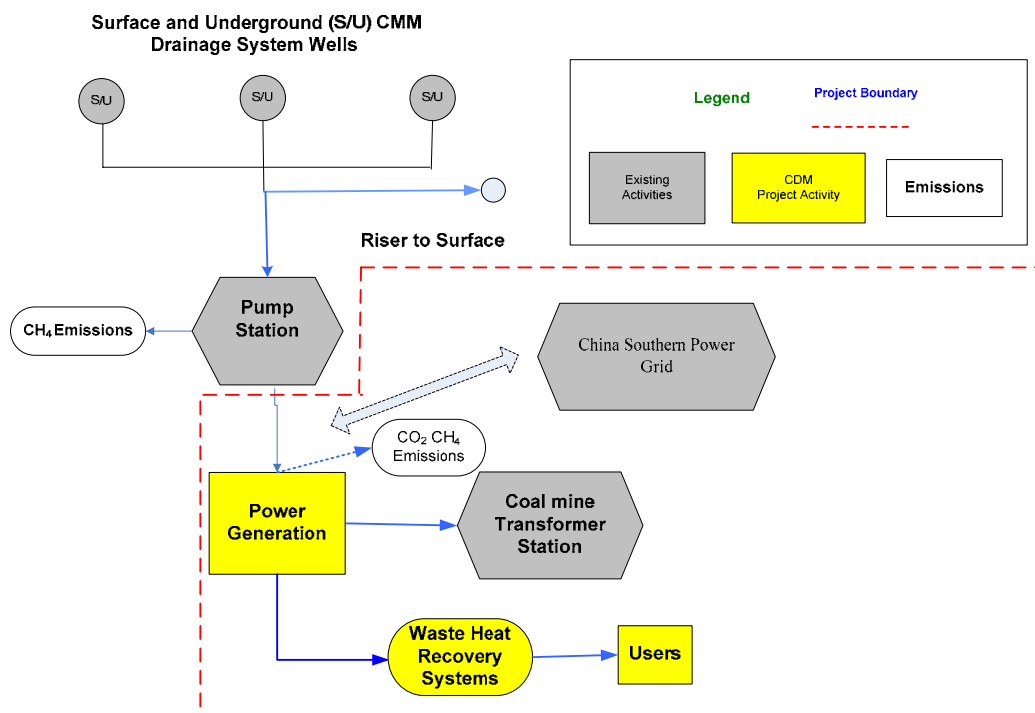 Surface and Underground (S/U) CMM
Drainage System Wells
S/U
S/U
S/U
Legend
Project Boundary
Existing
Activities
CDM
Project Activity
Emissions
Riser to Surface
Pump
Station
CH₄ Emissions
China Southern Power
Grid
CO₂ CH₄
Emissions
Power
Generation
Coal mine
Transformer
Station
Waste Heat
Recovery
Systems
Users